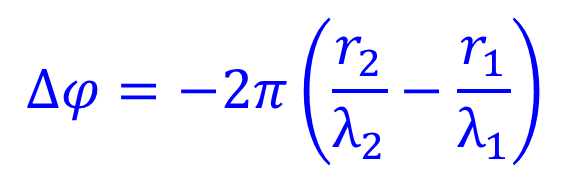 Δφ = −2π (r₂/λ₂ − r₁/λ₁)